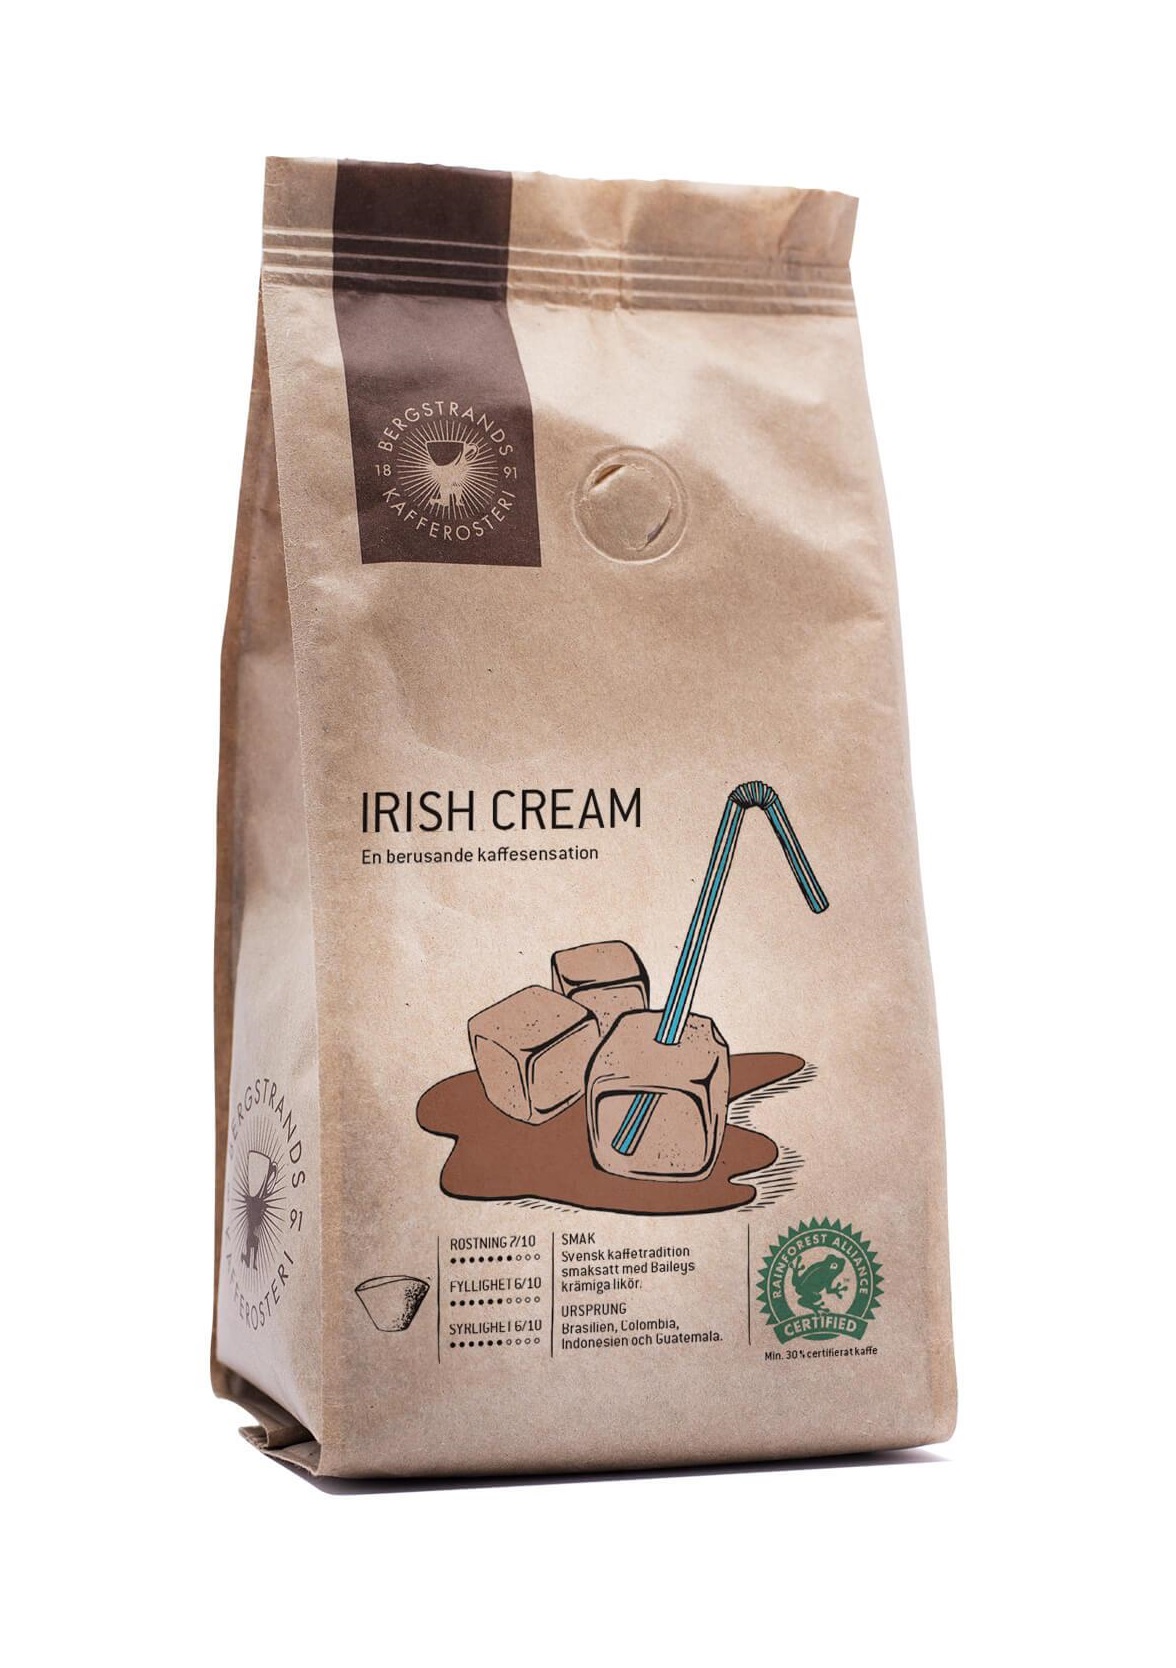 BERGSTRANDS
18 91
KAFFEROSTERI
IRISH CREAM
En berusande kaffesensation
ROSTNING 7/10
FYLLIGHET 6/10
SYRLIGHET 6/10
SMAK
Svensk kaffetradition
smaksatt med Baileys
krämiga likör.
URSPRUNG
Brasilien, Colombia,
Indonesien och Guatemala.
RAINFOREST ALLIANCE
CERTIFIED
Min. 30% certifierat kaffe
BERGSTRANDS
91
KAFFEROSTERI